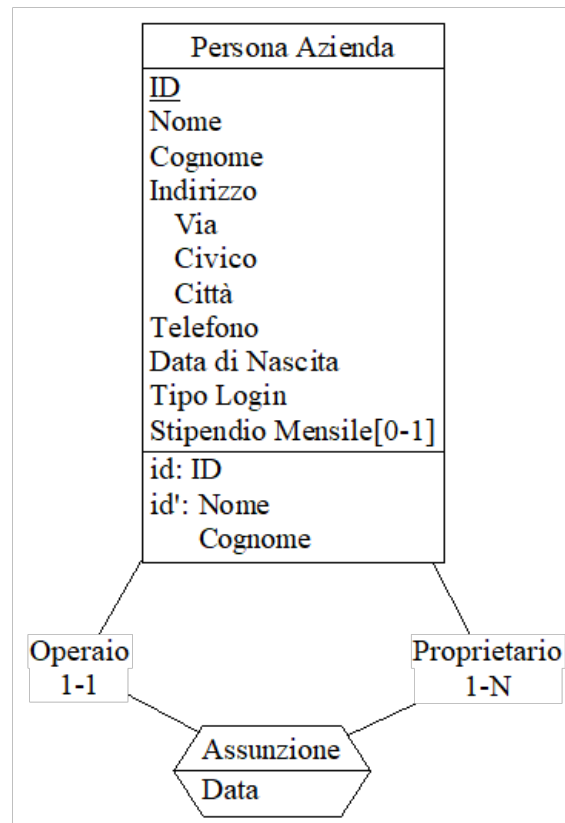 Persona Azienda
ID
Nome
Cognome
Indirizzo
Via
Civico
Città
Telefono
Data di Nascita
Tipo Login
Stipendio Mensile[0-1]
id: ID
id': Nome
Cognome
Operaio
1-1
Proprietario
1-N
Assunzione
Data